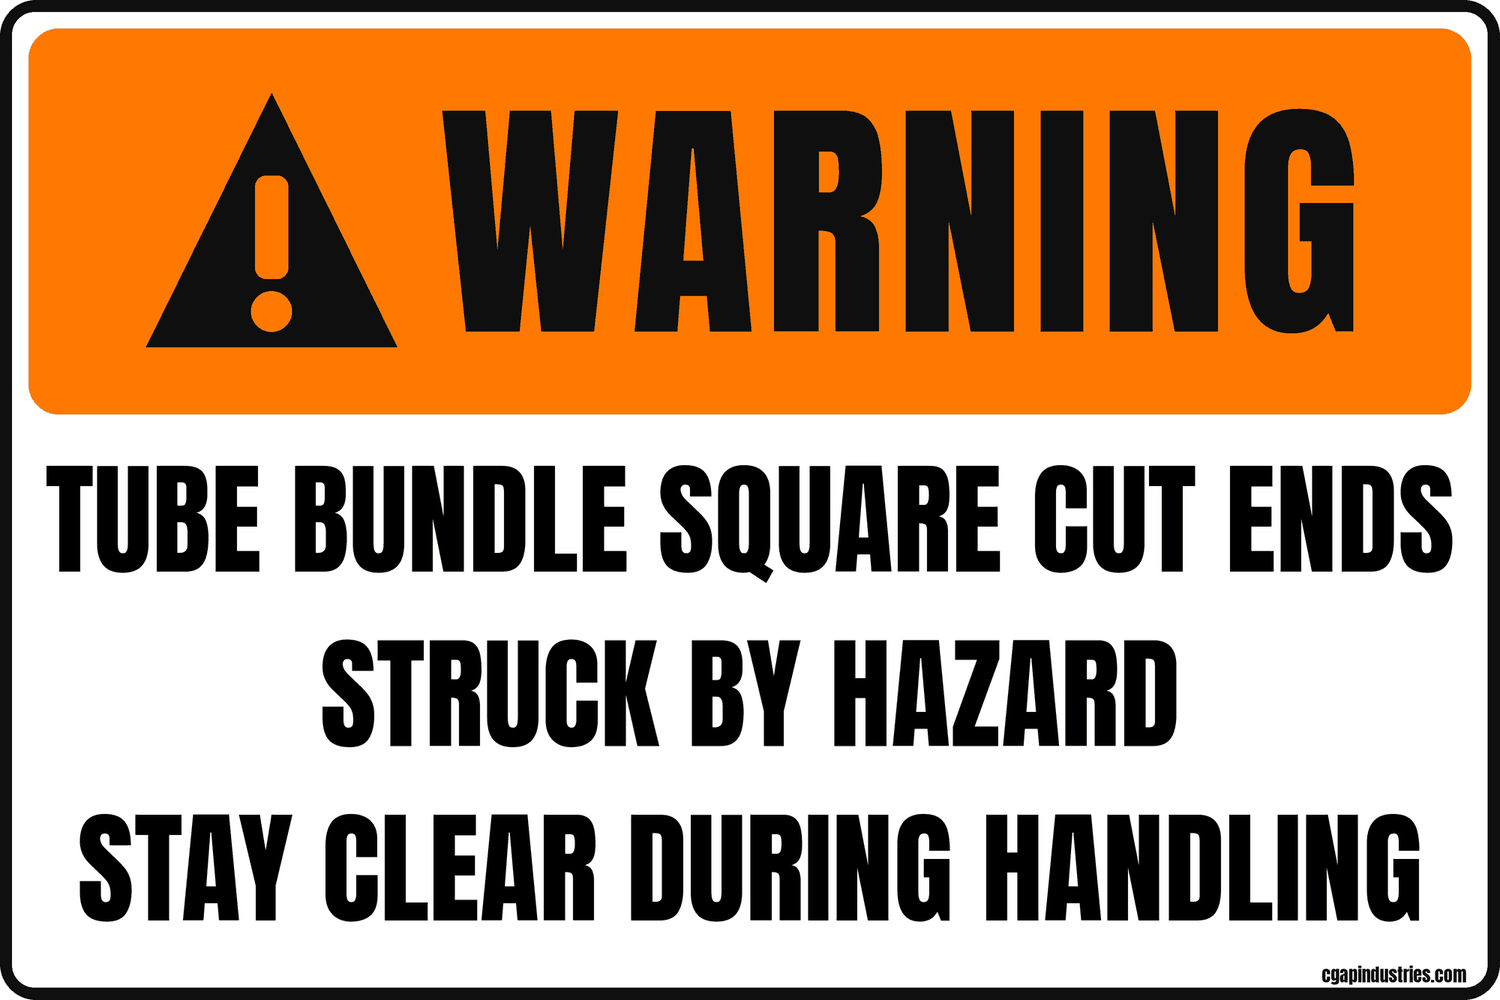 WARNING
TUBE BUNDLE SQUARE CUT ENDS
STRUCK BY HAZARD
STAY CLEAR DURING HANDLING
cgapindustries.com